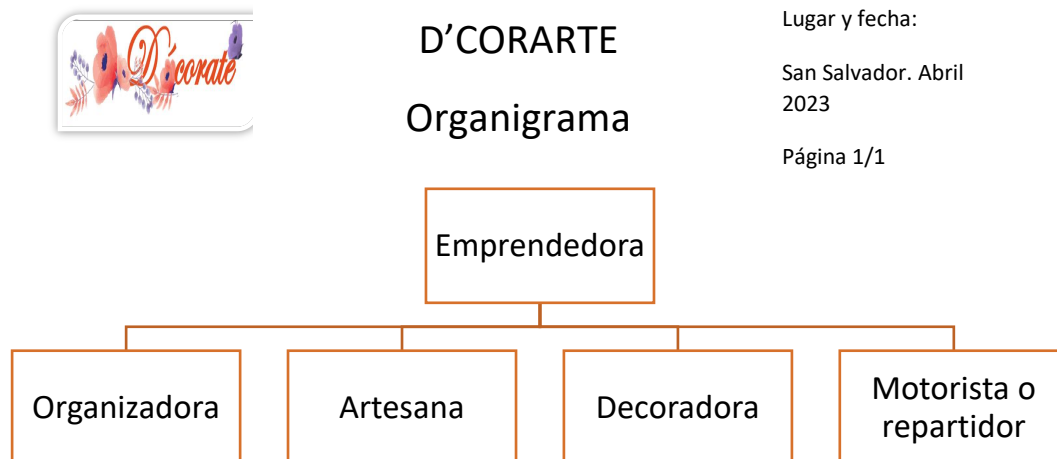 D'corate
D’CORARTE
Organigrama
Lugar y fecha:
San Salvador. Abril
2023
Página 1/1
Emprendedora
Organizadora
Artesana
Decoradora
Motorista o
repartidor